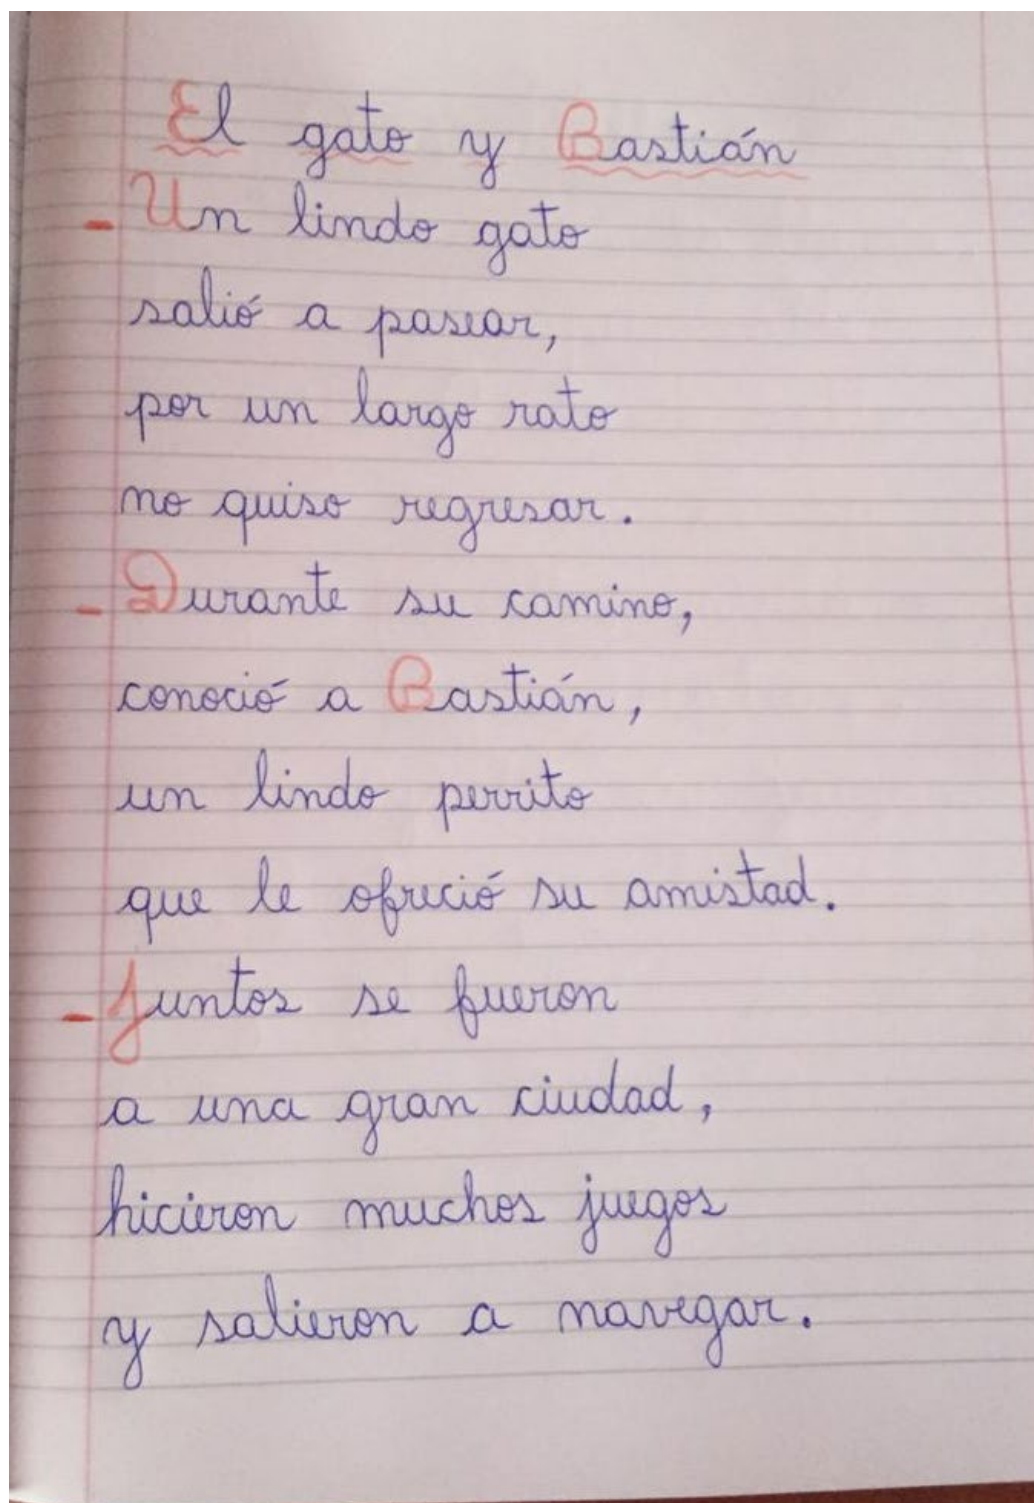 El gato y Bastián
- Un lindo gato
salió a pasear,
por un largo rato
no quiso regresar.
- Durante su camino,
conoció a Bastián,
un lindo perrito
que le ofreció su amistad.
- Juntos se fueron
a una gran ciudad,
hicieron muchos juegos
y salieron a navegar.